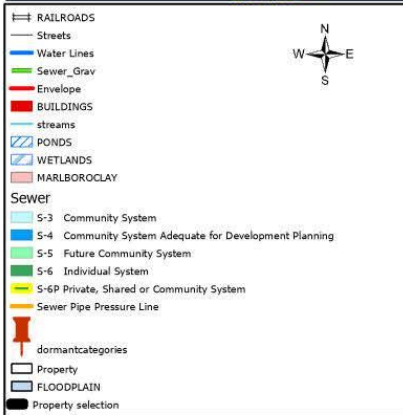 RAILROADS
Streets
Water Lines
Sewer_Grav
Envelope
BUILDINGS
streams
PONDS
WETLANDS
MARLBOROCLAY
Sewer
S-3 Community System
S-4 Community System Adequate for Development Planning
S-5 Future Community System
S-6 Individual System
S-6P Private, Shared or Community System
Sewer Pipe Pressure Line
dormantcategories
Property
FLOODPLAIN
Property selection
N
W E
S